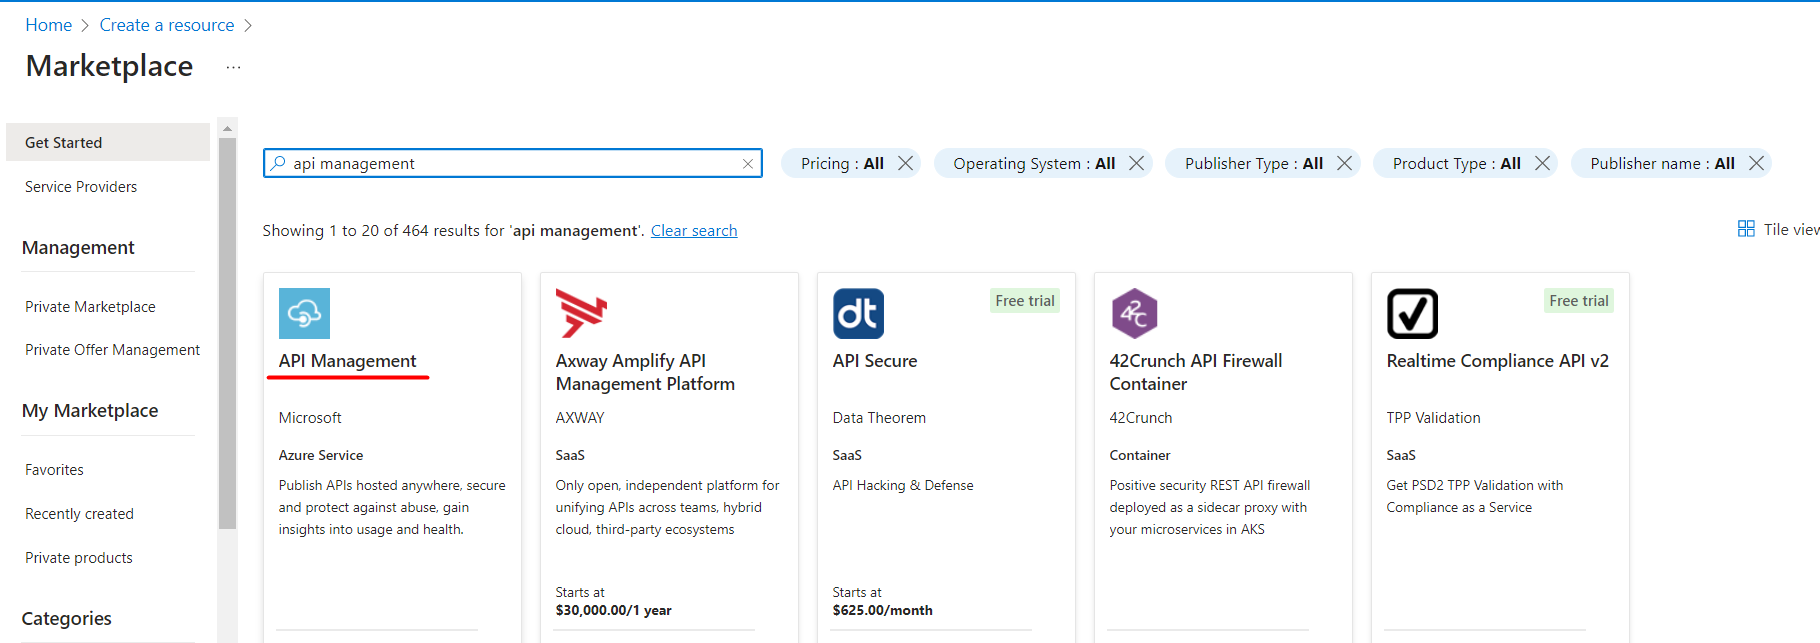 Home > Create a resource >
Marketplace ...
Get Started
Service Providers
Management
Private Marketplace
Private Offer Management
My Marketplace
Favorites
Recently created
Private products
Categories
api management
Pricing : All
Operating System : All
Publisher Type : All
Product Type : All
Publisher name : All
Showing 1 to 20 of 464 results for 'api management'. Clear search
Tile view
API Management
Microsoft
Azure Service
Publish APIs hosted anywhere, secure
and protect against abuse, gain
insights into usage and health.
Axway Amplify API
Management Platform
AXWAY
SaaS
Only open, independent platform for
unifying APIs across teams, hybrid
cloud, third-party ecosystems
Starts at
$30,000.00/1 year
dt
Free trial
API Secure
Data Theorem
SaaS
API Hacking & Defense
Starts at
$625.00/month
42C
42Crunch API Firewall
Container
42Crunch
Container
Positive security REST API firewall
deployed as a sidecar proxy with
your microservices in AKS
Free trial
Realtime Compliance API v2
TPP Validation
SaaS
Get PSD2 TPP Validation with
Compliance as a Service